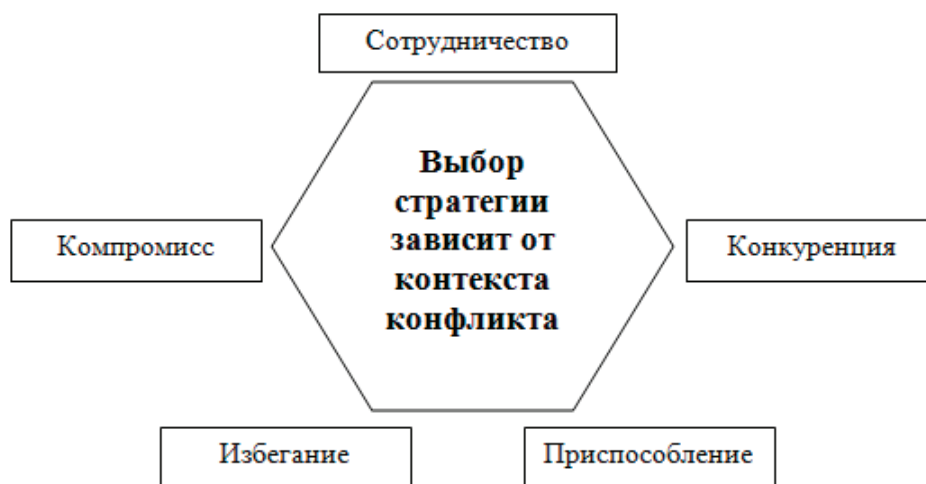 Сотрудничество
Выбор
стратегии
зависит от
контекста
конфликта
Компромисс
Конкуренция
Избегание
Приспособление